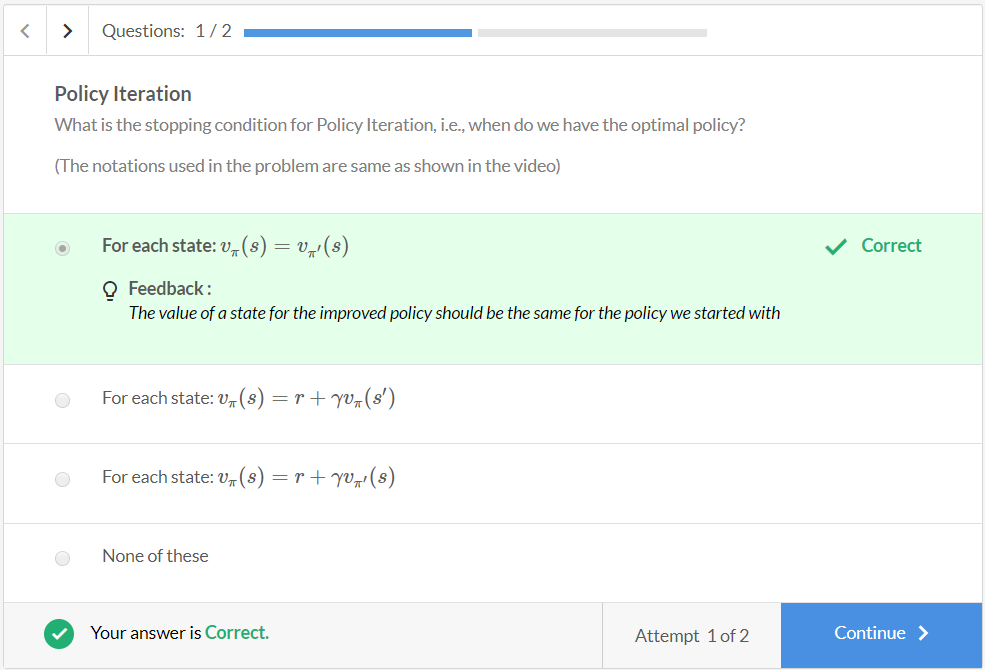 Questions: 1 / 2
Policy Iteration
What is the stopping condition for Policy Iteration, i.e., when do we have the optimal policy?
(The notations used in the problem are same as shown in the video)
For each state: $v_{\pi}(s) = v_{\pi'}(s)$
Correct
Feedback :
The value of a state for the improved policy should be the same for the policy we started with
For each state: $v_{\pi}(s) = r + \gamma v_{\pi}(s')$
For each state: $v_{\pi}(s) = r + \gamma v_{\pi'}(s)$
None of these
Your answer is Correct.
Attempt 1 of 2
Continue